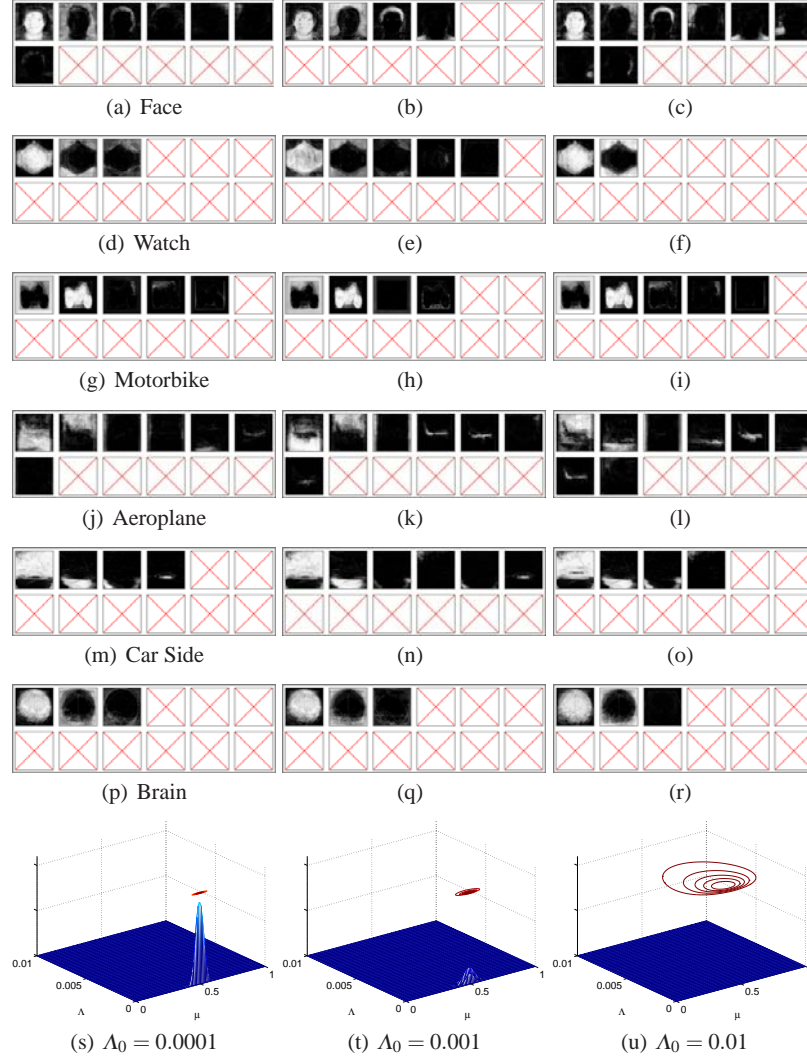 (a) Face (b) (c)
(d) Watch (e) (f)
(g) Motorbike (h) (i)
(j) Aeroplane (k) (l)
(m) Car Side (n) (o)
(p) Brain (q) (r)
0.01 0.01 0.01
0.005 0.005 0.005
1 1
0.5 0.5 0.5
0 0 0 0 0 0
Λ μ Λ μ Λ μ
(s) Λ0 = 0.0001 (t) Λ0 = 0.001 (u) Λ0 = 0.01